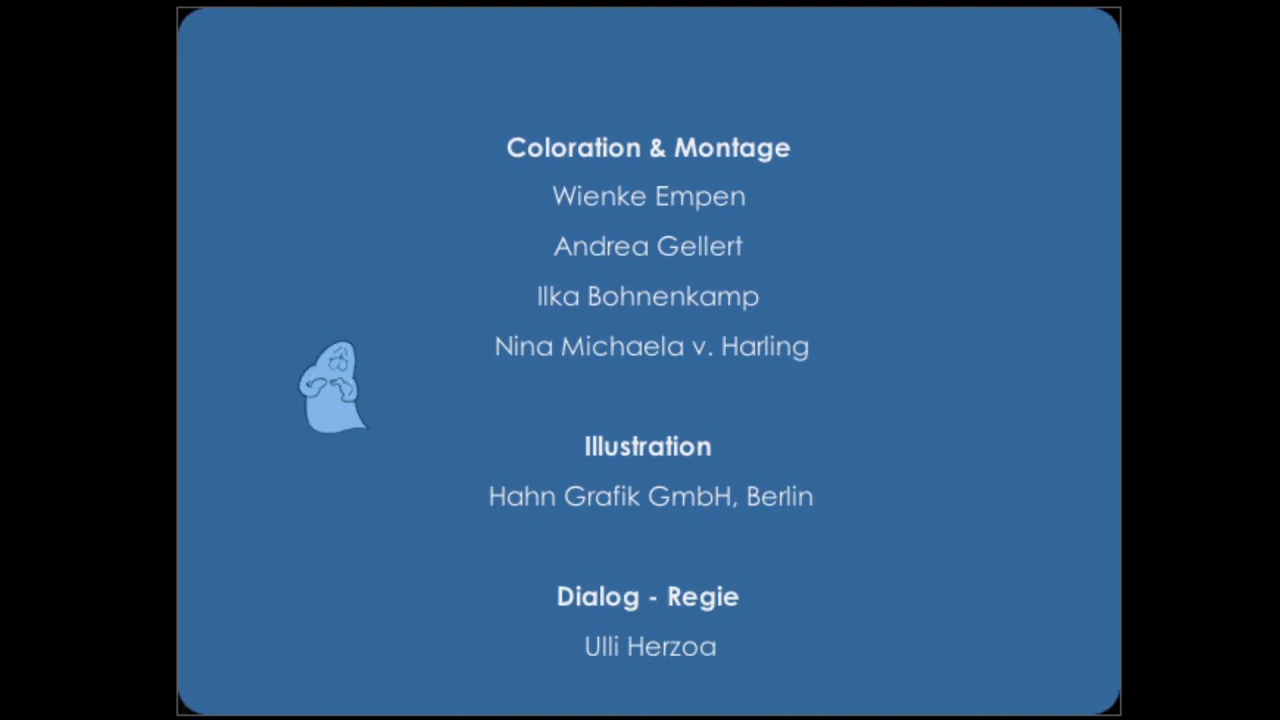 Coloration & Montage
Wienke Empen
Andrea Gellert
Ilka Bohnenkamp
Nina Michaela v. Harling
Illustration
Hahn Grafik GmbH, Berlin
Dialog - Regie
Ulli Herzog